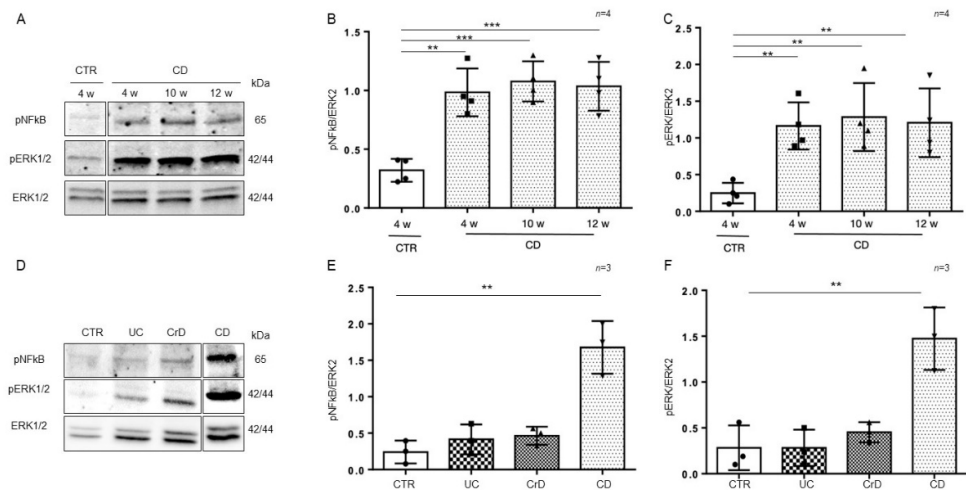 A
CTR CD
4 w 4 w 10 w 12 w kDa
pNFkB 65
pERK1/2 42/44
ERK1/2 42/44
B
n=4
***
***
**
pNFkB/ERK2
1.5
1.0
0.5
0.0
4 w 4 w 10 w 12 w
CTR CD
C
n=4
**
**
**
pERK/ERK2
2.5
2.0
1.5
1.0
0.5
0.0
4 w 4 w 10 w 12 w
CTR CD
D
CTR UC CrD CD kDa
pNFkB 65
pERK1/2 42/44
ERK1/2 42/44
E
n=3
**
pNFkB/ERK2
2.5
2.0
1.5
1.0
0.5
0.0
CTR UC CrD CD
F
n=3
**
pERK/ERK2
2.0
1.5
1.0
0.5
0.0
CTR UC CrD CD